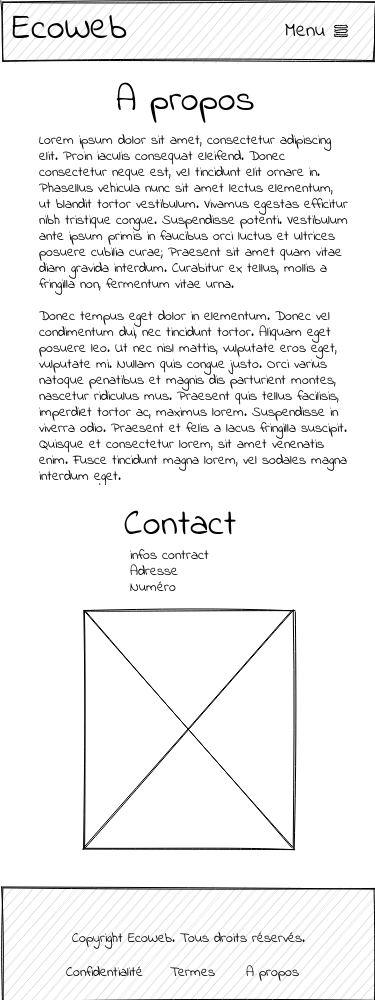 Ecoweb
Menu
A propos
Lorem ipsum dolor sit amet, consectetur adipiscing
elit. Proin iaculis consequat eleifend. Donec
consectetur neque est, vel tincidunt elit ornare in.
Phasellus vehicula nunc sit amet lectus elementum,
ut blandit tortor vestibulum. Vivamus egestas efficitur
nibh tristique congue. Suspendisse potenti. Vestibulum
ante ipsum primis in faucibus orci luctus et ultrices
posuere cubilia curae; Praesent sit amet quam vitae
diam gravida interdum. Curabitur ex tellus, mollis a
fringilla non, fermentum vitae urna.
Donec tempus eget dolor in elementum. Donec vel
condimentum dui, nec tincidunt tortor. Aliquam eget
posuere leo. Ut nec nisl mattis, vulputate eros eget,
vulputate mi. Nullam quis congue justo. Orci varius
natoque penatibus et magnis dis parturient montes,
nascetur ridiculus mus. Praesent quis tellus facilisis,
imperdiet tortor ac, maximus lorem. Suspendisse in
viverra odio. Praesent et felis a lacus fringilla suscipit.
Quisque et consectetur lorem, sit amet venenatis
enim. Fusce tincidunt magna lorem, vel sodales magna
interdum eget.
Contact
infos contract
Adresse
Numéro
Copyright Ecoweb. Tous droits réservés.
Confidentialité Termes A propos